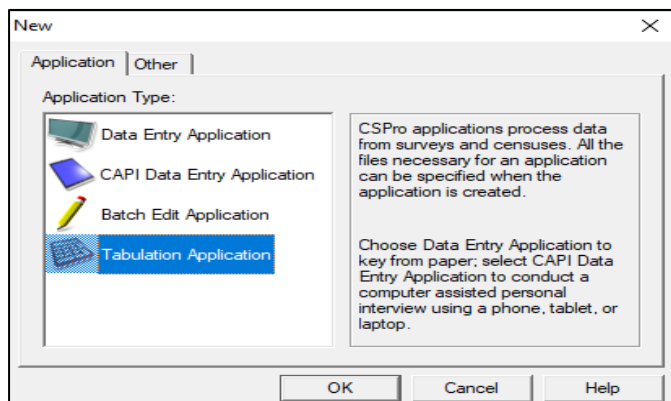 New
Application
Other
Application Type:
Data Entry Application
CAPI Data Entry Application
Batch Edit Application
Tabulation Application
CSPro applications process data
from surveys and censuses. All the
files necessary for an application
can be specified when the
application is created.
Choose Data Entry Application to
key from paper; select CAPI Data
Entry Application to conduct a
computer assisted personal
interview using a phone, tablet, or
laptop.
OK
Cancel
Help